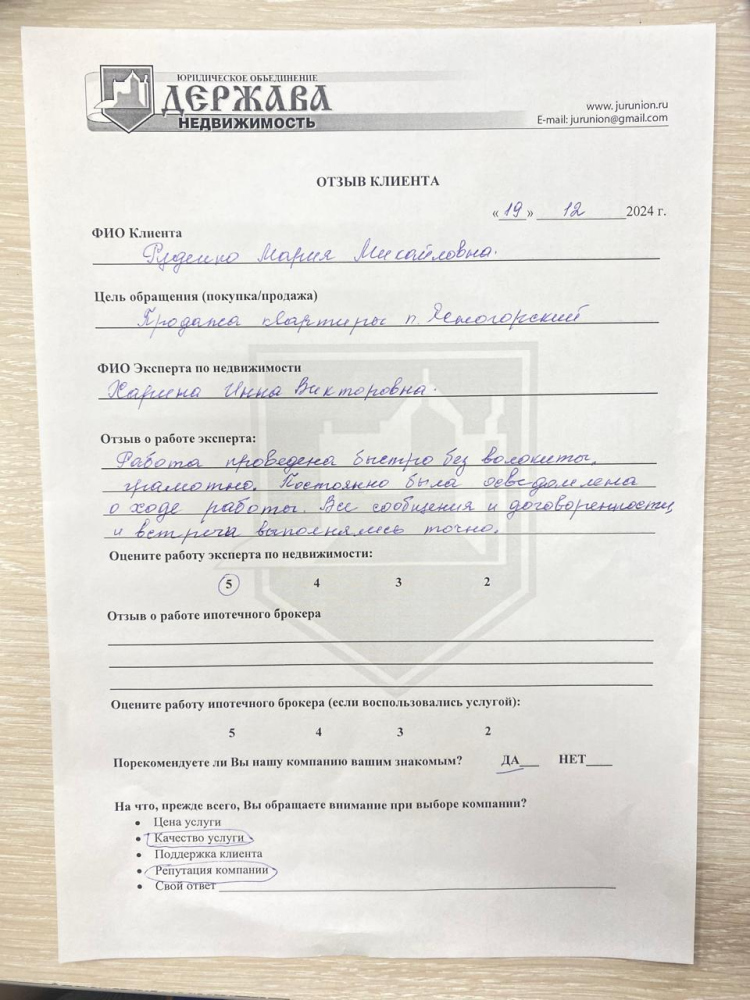 ЮРИДИЧЕСКОЕ ОБЪЕДИНЕНИЕ
ДЕРЖАВА
НЕДВИЖИМОСТЬ
www. jurunion.ru
E-mail: jurunion@gmail.com
ОТЗЫВ КЛИЕНТА
«19» 12 2024 г.
ФИО Клиента
Руденко Мария Михайловна.
Цель обращения (покупка/продажа)
Продажа квартиры п. Ясногорский
ФИО Эксперта по недвижимости
Харина Инна Викторовна.
Отзыв о работе эксперта:
Работа проведена быстро без волокиты,
грамотно. Постоянно была осведомлена
о ходе работы. Все сообщения и договоренности
и встречи выполнялись точно.
Оцените работу эксперта по недвижимости:
5 4 3 2
Отзыв о работе ипотечного брокера
Оцените работу ипотечного брокера (если воспользовались услугой):
5 4 3 2
Порекомендуете ли Вы нашу компанию вашим знакомым? ДА___ НЕТ____
На что, прежде всего, Вы обращаете внимание при выборе компании?
• Цена услуги
• Качество услуги
• Поддержка клиента
• Репутация компании
• Свой ответ